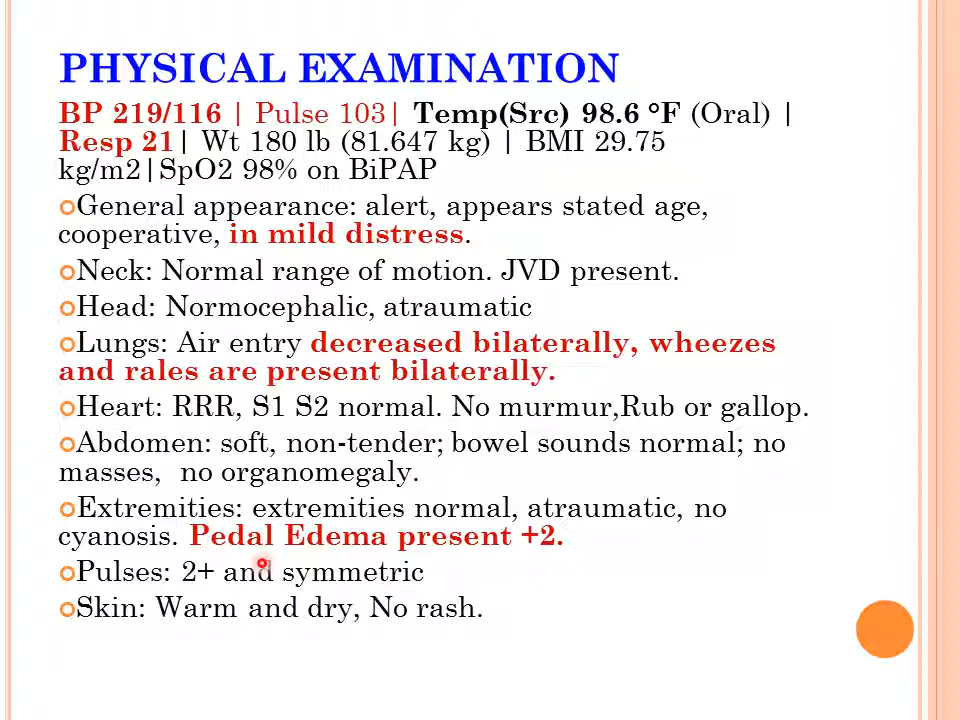 PHYSICAL EXAMINATION
BP 219/116 | Pulse 103| Temp(Src) 98.6 °F (Oral) |
Resp 21| Wt 180 lb (81.647 kg) | BMI 29.75
kg/m2|SpO2 98% on BiPAP
General appearance: alert, appears stated age,
cooperative, in mild distress.
Neck: Normal range of motion. JVD present.
Head: Normocephalic, atraumatic
Lungs: Air entry decreased bilaterally, wheezes
and rales are present bilaterally.
Heart: RRR, S1 S2 normal. No murmur,Rub or gallop.
Abdomen: soft, non-tender; bowel sounds normal; no
masses,  no organomegaly.
Extremities: extremities normal, atraumatic, no
cyanosis. Pedal Edema present +2.
Pulses: 2+ and symmetric
Skin: Warm and dry, No rash.